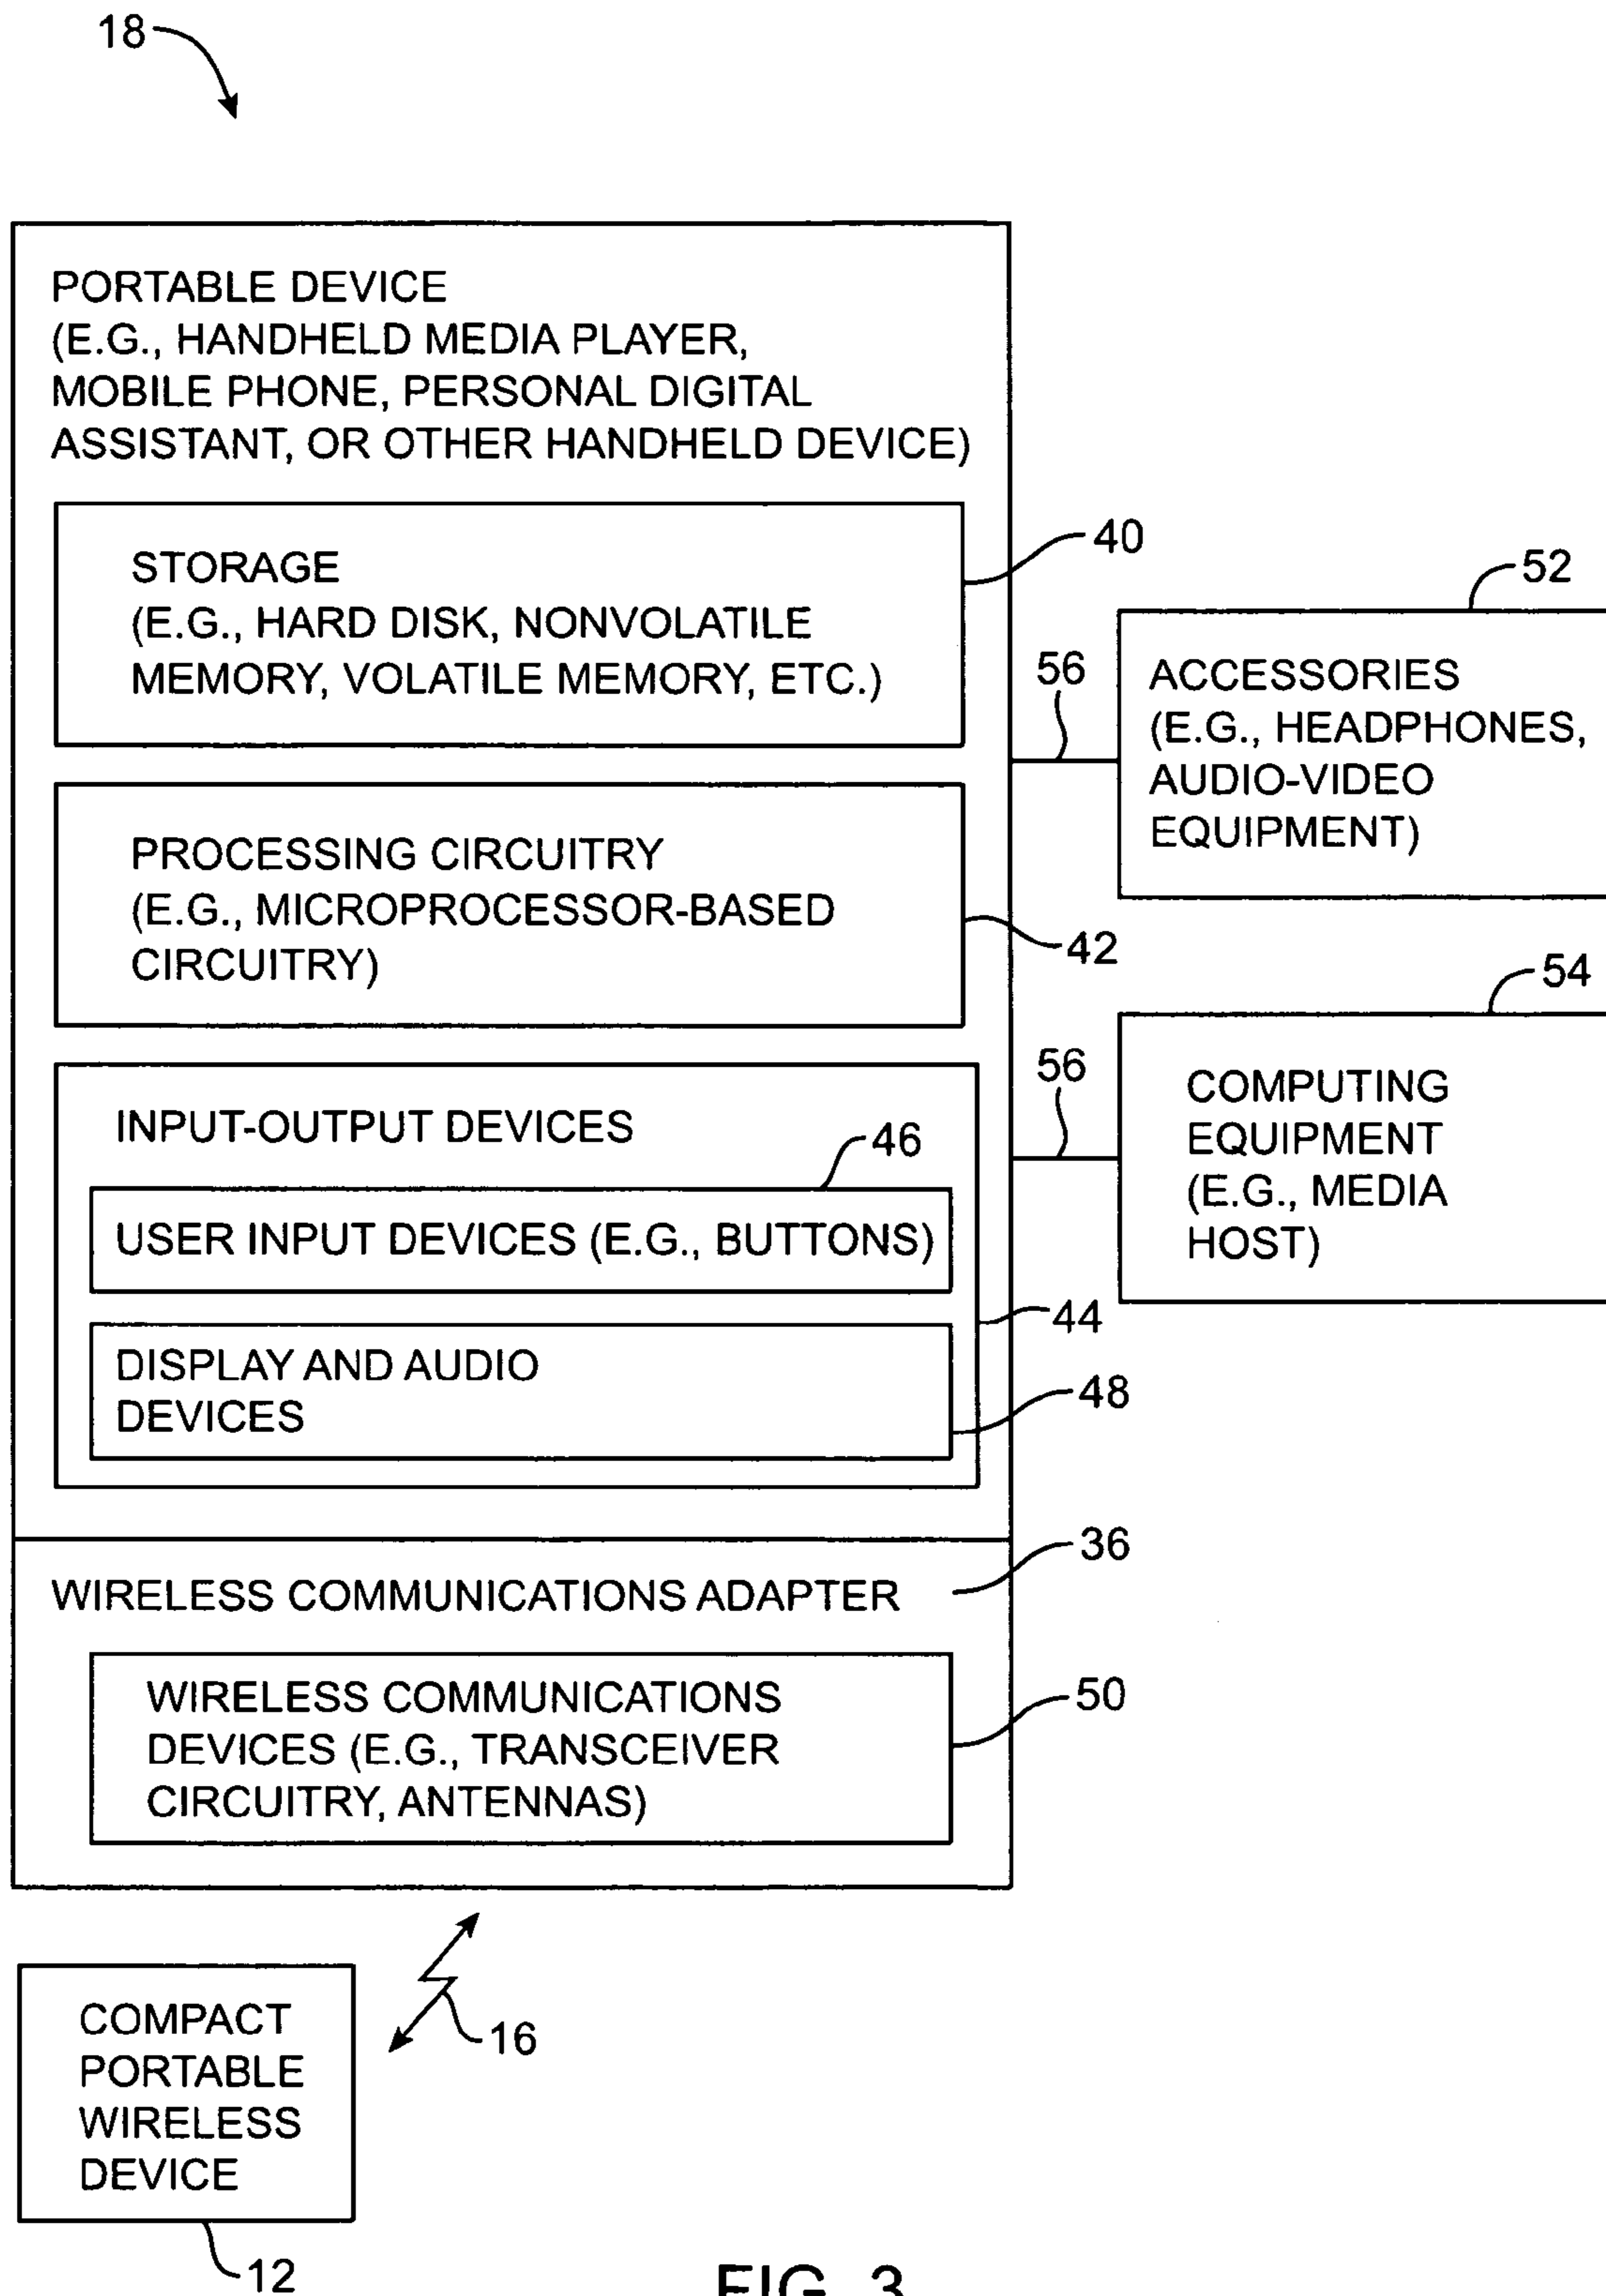 18
PORTABLE DEVICE
(E.G., HANDHELD MEDIA PLAYER,
MOBILE PHONE, PERSONAL DIGITAL
ASSISTANT, OR OTHER HANDHELD DEVICE)
STORAGE
(E.G., HARD DISK, NONVOLATILE
MEMORY, VOLATILE MEMORY, ETC.)
40
PROCESSING CIRCUITRY
(E.G., MICROPROCESSOR-BASED
CIRCUITRY)
42
INPUT-OUTPUT DEVICES
46
USER INPUT DEVICES (E.G., BUTTONS)
44
DISPLAY AND AUDIO
DEVICES
48
52
56
ACCESSORIES
(E.G., HEADPHONES,
AUDIO-VIDEO
EQUIPMENT)
54
56
COMPUTING
EQUIPMENT
(E.G., MEDIA
HOST)
36
WIRELESS COMMUNICATIONS ADAPTER
WIRELESS COMMUNICATIONS
DEVICES (E.G., TRANSCEIVER
CIRCUITRY, ANTENNAS)
50
16
COMPACT
PORTABLE
WIRELESS
DEVICE
12
FIG. 3